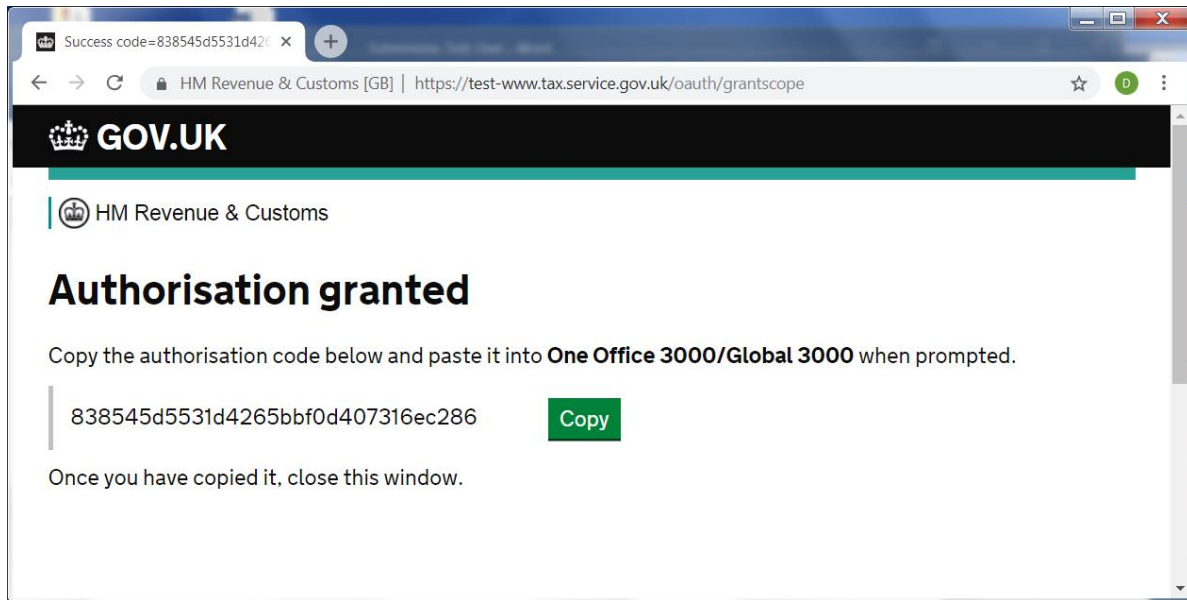 Success code=838545d5531d426
HM Revenue & Customs [GB] | https://test-www.tax.service.gov.uk/oauth/grantscope
D
GOV.UK
HM Revenue & Customs
Authorisation granted
Copy the authorisation code below and paste it into One Office 3000/Global 3000 when prompted.
838545d5531d4265bbf0d407316ec286
Copy
Once you have copied it, close this window.